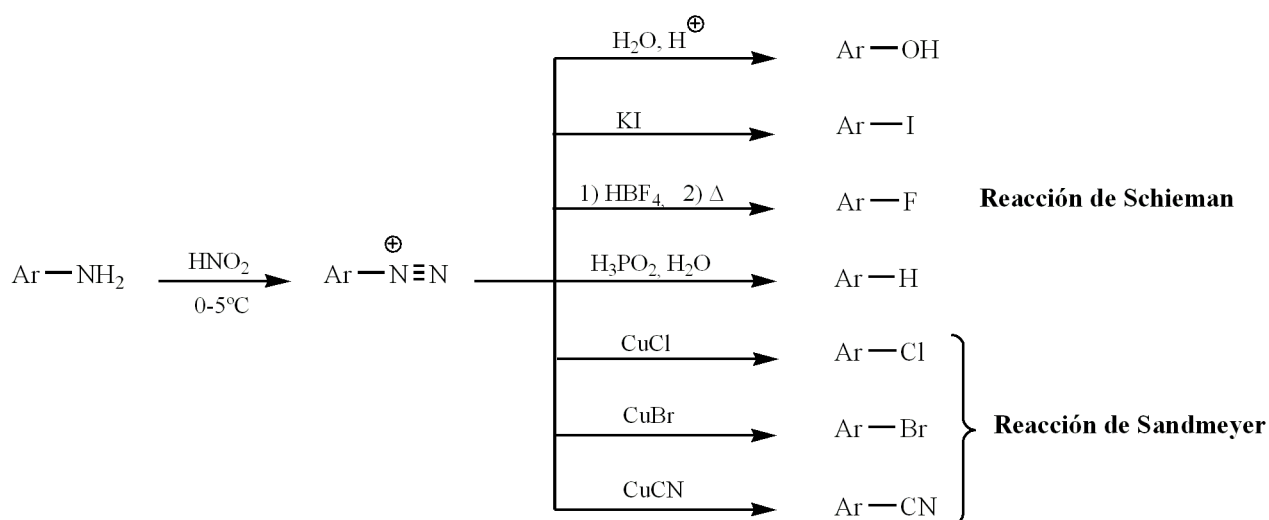 H₂O, H⊕
Ar—OH
KI
Ar—I
1) HBF₄, 2) Δ
Ar—F
Reacción de Schieman
Ar—NH₂
HNO₂
0-5ºC
⊕
Ar—N≡N
H₃PO₂, H₂O
Ar—H
CuCl
Ar—Cl
CuBr
Ar—Br
Reacción de Sandmeyer
CuCN
Ar—CN